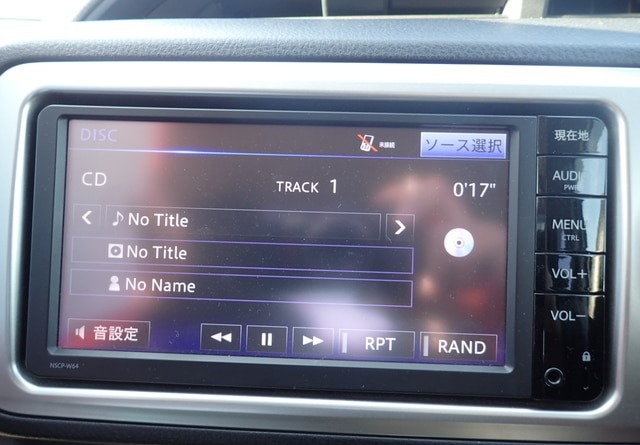 DISC
未接続
ソース選択
CD
TRACK 1
0'17"
No Title
No Title
No Name
音設定
RPT
RAND
NSCP-W64
現在地
AUDIO
PWR
MENU
CTRL
VOL+
VOL−